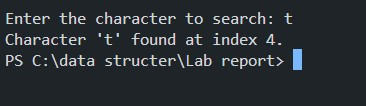 Enter the character to search: t
Character 't' found at index 4.
PS C:\data structer\Lab report>